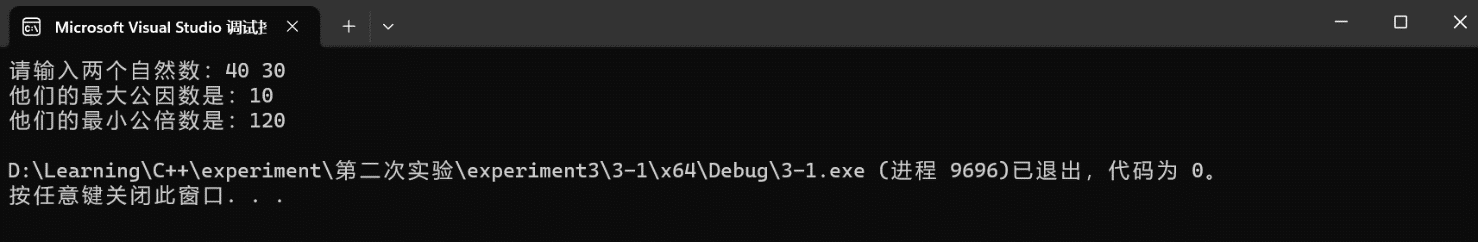 Microsoft Visual Studio 调试
请输入两个自然数：40 30
他们的最大公因数是：10
他们的最小公倍数是：120
D:\Learning\C++\experiment\第二次实验\experiment3\3-1\x64\Debug\3-1.exe (进程 9696)已退出，代码为 0。
按任意键关闭此窗口. . .